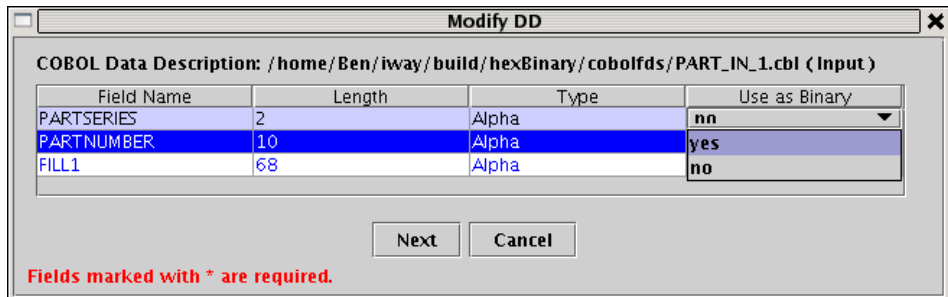 Modify DD
COBOL Data Description: /home/Ben/iway/build/hexBinary/cobolfds/PART_IN_1.cbl ( Input )
Field Name Length Type Use as Binary
PARTSERIES 2 Alpha no
PARTNUMBER 10 Alpha yes
FILL1 68 Alpha no
Next Cancel
Fields marked with * are required.